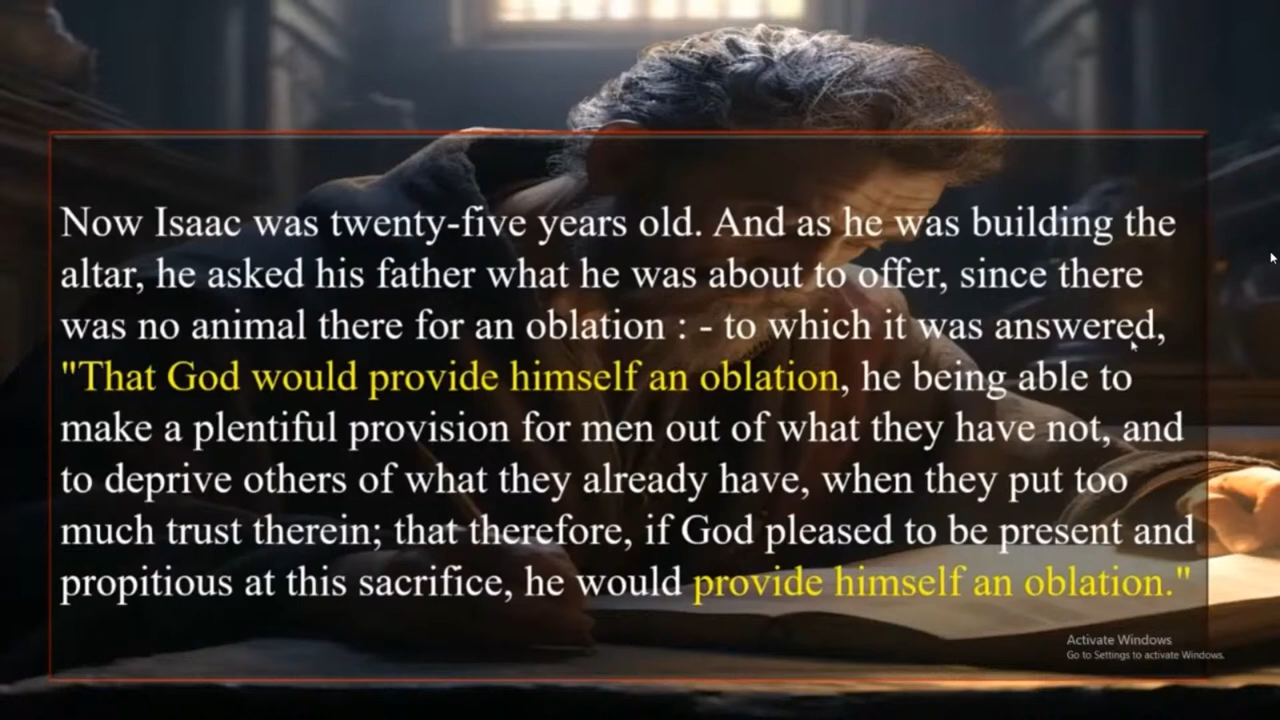 Now Isaac was twenty-five years old. And as he was building the
altar, he asked his father what he was about to offer, since there
was no animal there for an oblation : - to which it was answered,
"That God would provide himself an oblation, he being able to
make a plentiful provision for men out of what they have not, and
to deprive others of what they already have, when they put too
much trust therein; that therefore, if God pleased to be present and
propitious at this sacrifice, he would provide himself an oblation."
Activate Windows
Go to Settings to activate Windows.